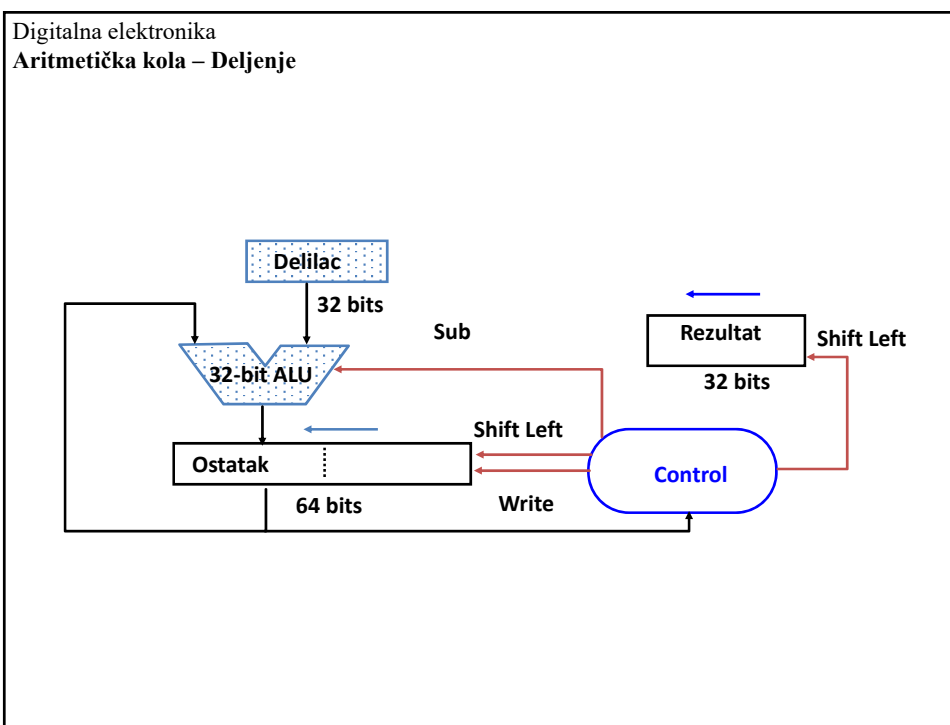 Digitalna elektronika
Aritmetička kola – Deljenje
Delilac
32 bits
Sub
Rezultat
Shift Left
32-bit ALU
32 bits
Shift Left
Ostatak
Control
64 bits
Write